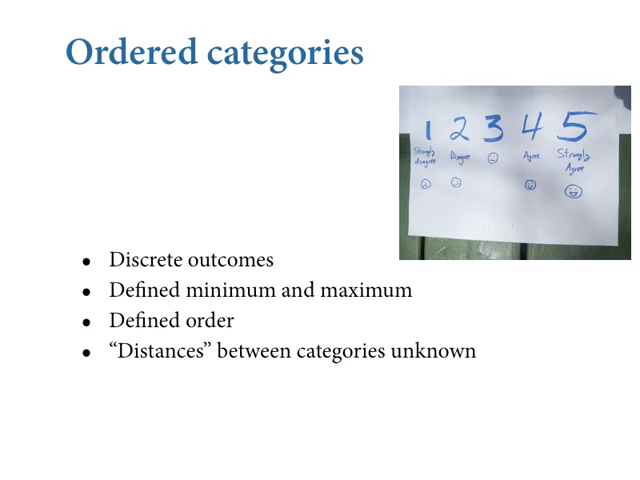 Ordered categories
1 2 3 4 5
Strongly disagree Disagree Agree Strongly Agree
• Discrete outcomes
• Defined minimum and maximum
• Defined order
• “Distances” between categories unknown